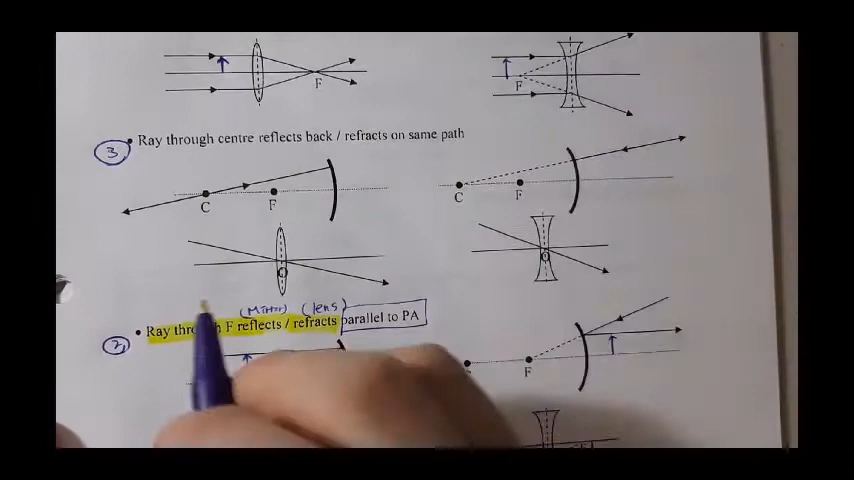 F
F
3.
• Ray through centre reflects back / refracts on same path
C F
C F
O
O
(Mirror) (lens)
• Ray through F reflects / refracts parallel to PA
2,
F